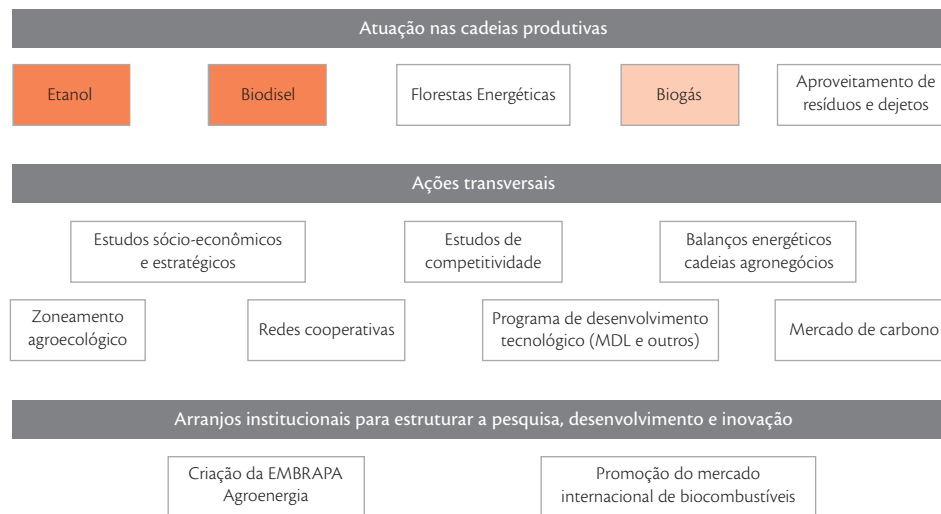 Atuação nas cadeias produtivas
Etanol
Biodisel
Florestas Energéticas
Biogás
Aproveitamento de
resíduos e dejetos
Ações transversais
Estudos sócio-econômicos
e estratégicos
Estudos de
competitividade
Balanços energéticos
cadeias agronegócios
Zoneamento
agroecológico
Redes cooperativas
Programa de desenvolvimento
tecnológico (MDL e outros)
Mercado de carbono
Arranjos institucionais para estruturar a pesquisa, desenvolvimento e inovação
Criação da EMBRAPA
Agroenergia
Promoção do mercado
internacional de biocombustíveis